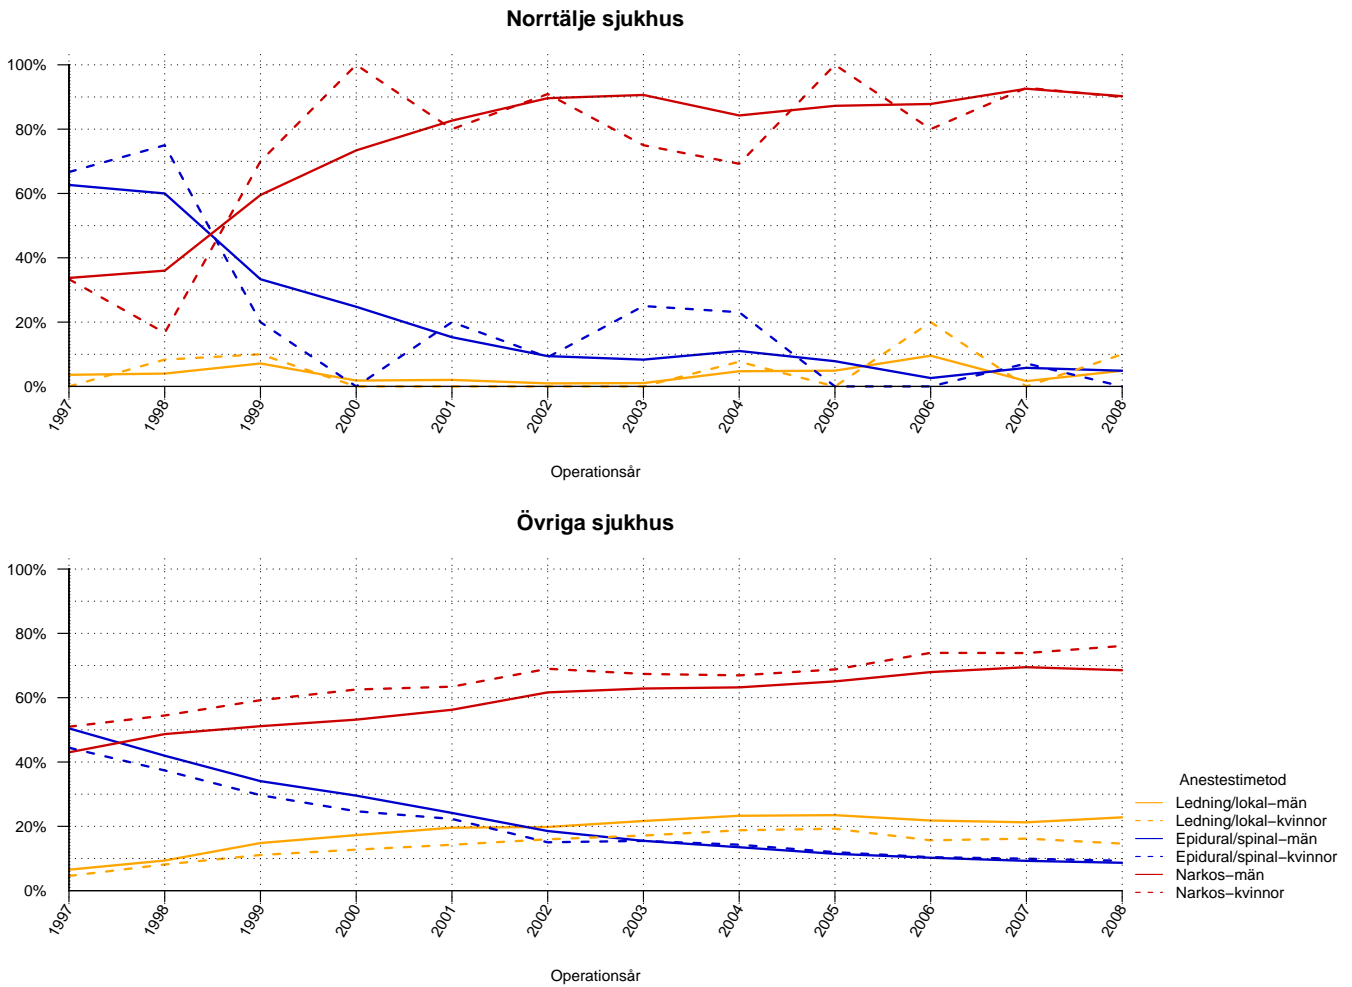 Norrtälje sjukhus
100%
80%
60%
40%
20%
0%
1997 1998 1999 2000 2001 2002 2003 2004 2005 2006 2007 2008
Operationsår
Övriga sjukhus
100%
80%
60%
40%
20%
0%
1997 1998 1999 2000 2001 2002 2003 2004 2005 2006 2007 2008
Operationsår
Anestestimetod
Ledning/lokal−män
Ledning/lokal−kvinnor
Epidural/spinal−män
Epidural/spinal−kvinnor
Narkos−män
Narkos−kvinnor